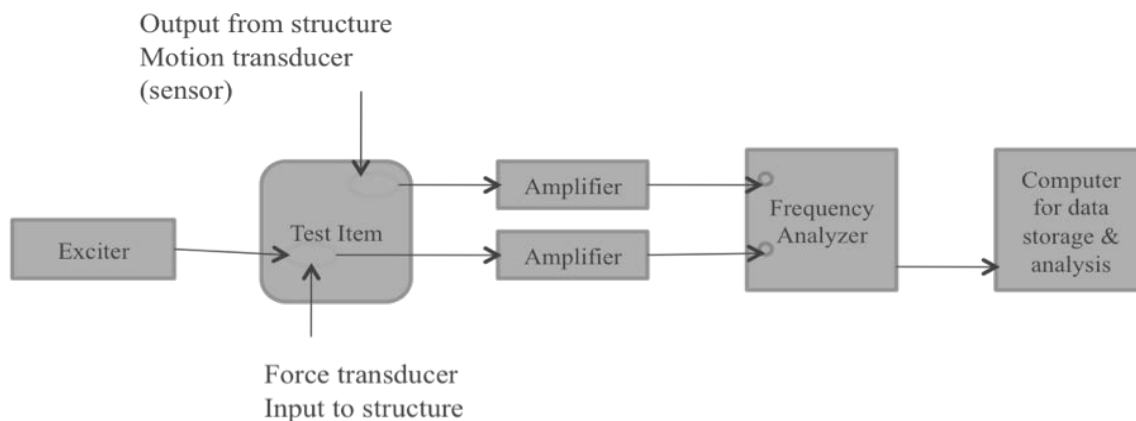 Output from structure
Motion transducer
(sensor)
Exciter
Test Item
Amplifier
Amplifier
Frequency
Analyzer
Computer
for data
storage &
analysis
Force transducer
Input to structure